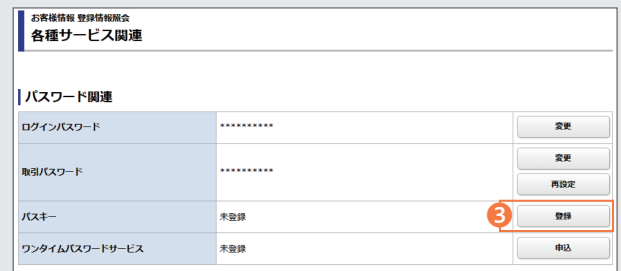 お客様情報 登録情報照会
各種サービス関連
パスワード関連
ログインパスワード ********** 変更
取引パスワード ********** 変更
再設定
パスキー 未登録 3 登録
ワンタイムパスワードサービス 未登録 申込